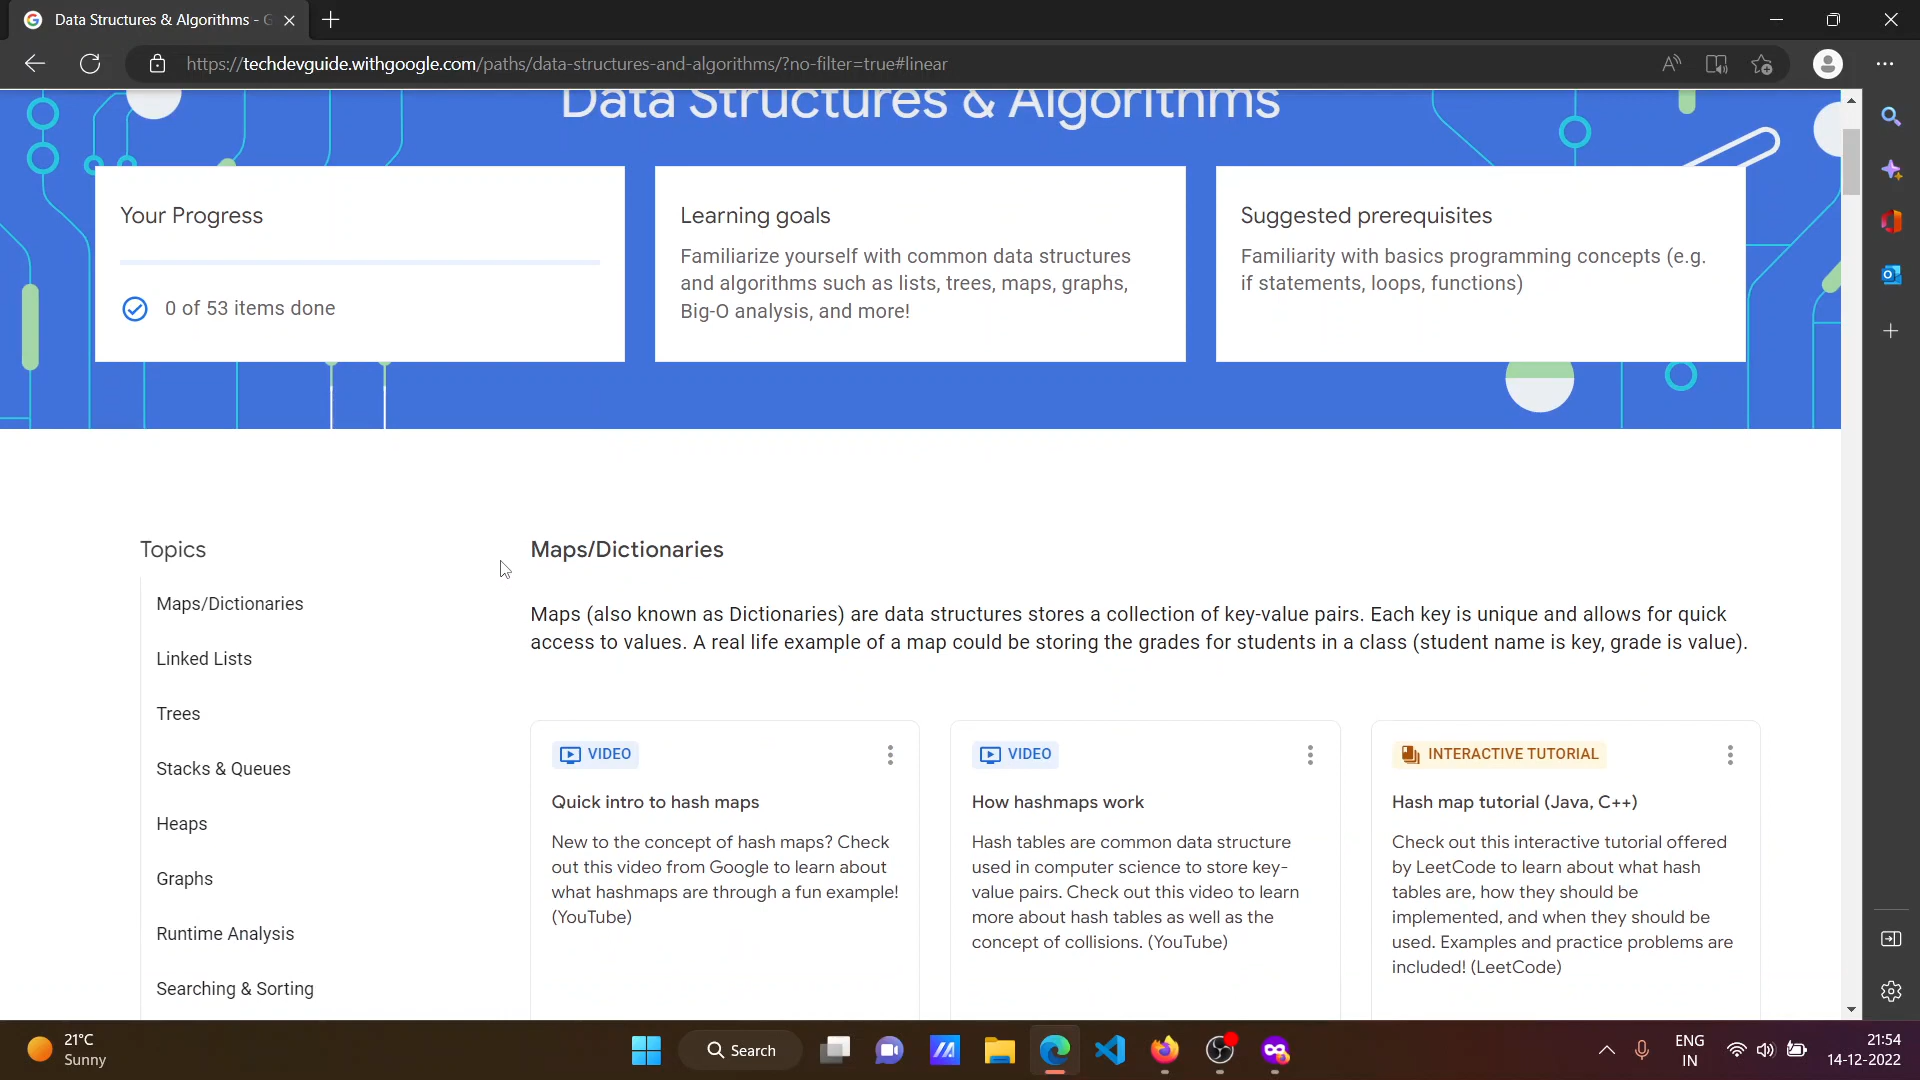 Data Structures & Algorithms - G
https://techdevguide.withgoogle.com/paths/data-structures-and-algorithms/?no-filter=true#linear
Data Structures & Algorithms
Your Progress
0 of 53 items done
Learning goals
Familiarize yourself with common data structures
and algorithms such as lists, trees, maps, graphs,
Big-O analysis, and more!
Suggested prerequisites
Familiarity with basics programming concepts (e.g.
if statements, loops, functions)
Topics
Maps/Dictionaries
Linked Lists
Trees
Stacks & Queues
Heaps
Graphs
Runtime Analysis
Searching & Sorting
Maps/Dictionaries
Maps (also known as Dictionaries) are data structures stores a collection of key-value pairs. Each key is unique and allows for quick
access to values. A real life example of a map could be storing the grades for students in a class (student name is key, grade is value).
VIDEO
Quick intro to hash maps
New to the concept of hash maps? Check
out this video from Google to learn about
what hashmaps are through a fun example!
(YouTube)
VIDEO
How hashmaps work
Hash tables are common data structure
used in computer science to store key-
value pairs. Check out this video to learn
more about hash tables as well as the
concept of collisions. (YouTube)
INTERACTIVE TUTORIAL
Hash map tutorial (Java, C++)
Check out this interactive tutorial offered
by LeetCode to learn about what hash
tables are, how they should be
implemented, and when they should be
used. Examples and practice problems are
included! (LeetCode)
21°C
Sunny
Search
ENG
IN
21:54
14-12-2022